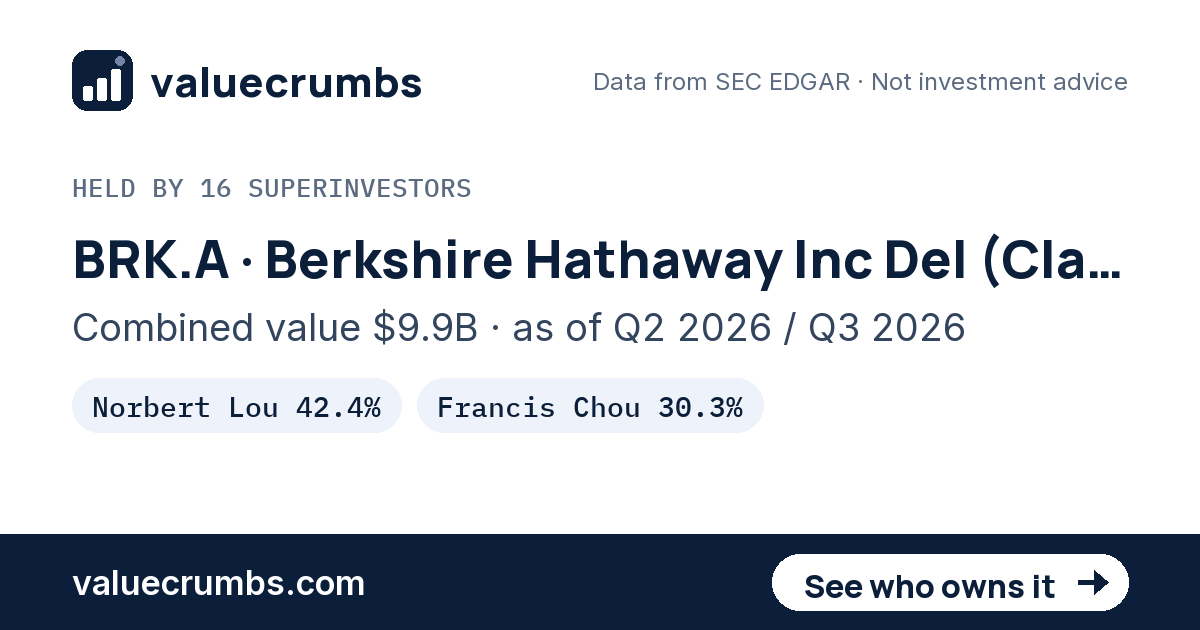 valuecrumbs
Data from SEC EDGAR · Not investment advice
HELD BY 16 SUPERINVESTORS
BRK.A · Berkshire Hathaway Inc Del (Cla…
Combined value $9.9B · as of Q2 2026 / Q3 2026
Norbert Lou 42.4%
Francis Chou 30.3%
valuecrumbs.com
See who owns it →